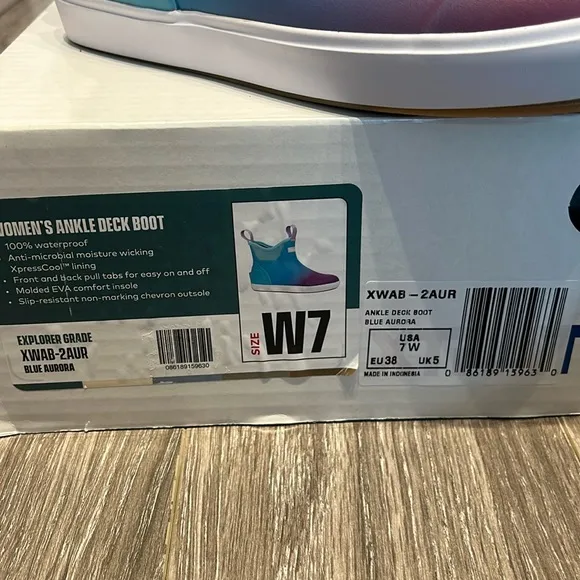 WOMEN'S ANKLE DECK BOOT
100% waterproof
• Anti-microbial moisture wicking
XpressCool™ lining
• Front and back pull tabs for easy on and off
• Molded EVA comfort insole
• Slip-resistant non-marking chevron outsole
EXPLORER GRADE
XWAB-2AUR
BLUE AURORA
086189159630
SIZE
W7
XWAB-2AUR
ANKLE DECK BOOT
BLUE AURORA
USA
7 W
EU 38 UK 5
MADE IN INDONESIA
0 86189 15963 0